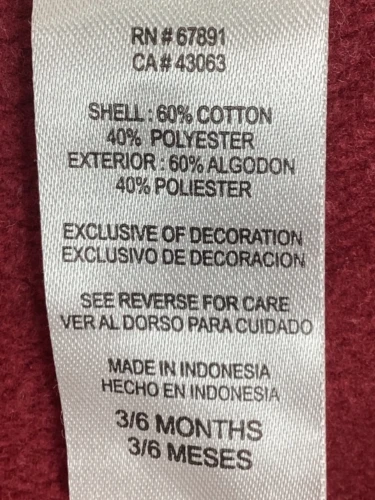 RN # 67891
CA # 43063
SHELL : 60% COTTON
40% POLYESTER
EXTERIOR : 60% ALGODON
40% POLIESTER
EXCLUSIVE OF DECORATION
EXCLUSIVO DE DECORACION
SEE REVERSE FOR CARE
VER AL DORSO PARA CUIDADO
MADE IN INDONESIA
HECHO EN INDONESIA
3/6 MONTHS
3/6 MESES